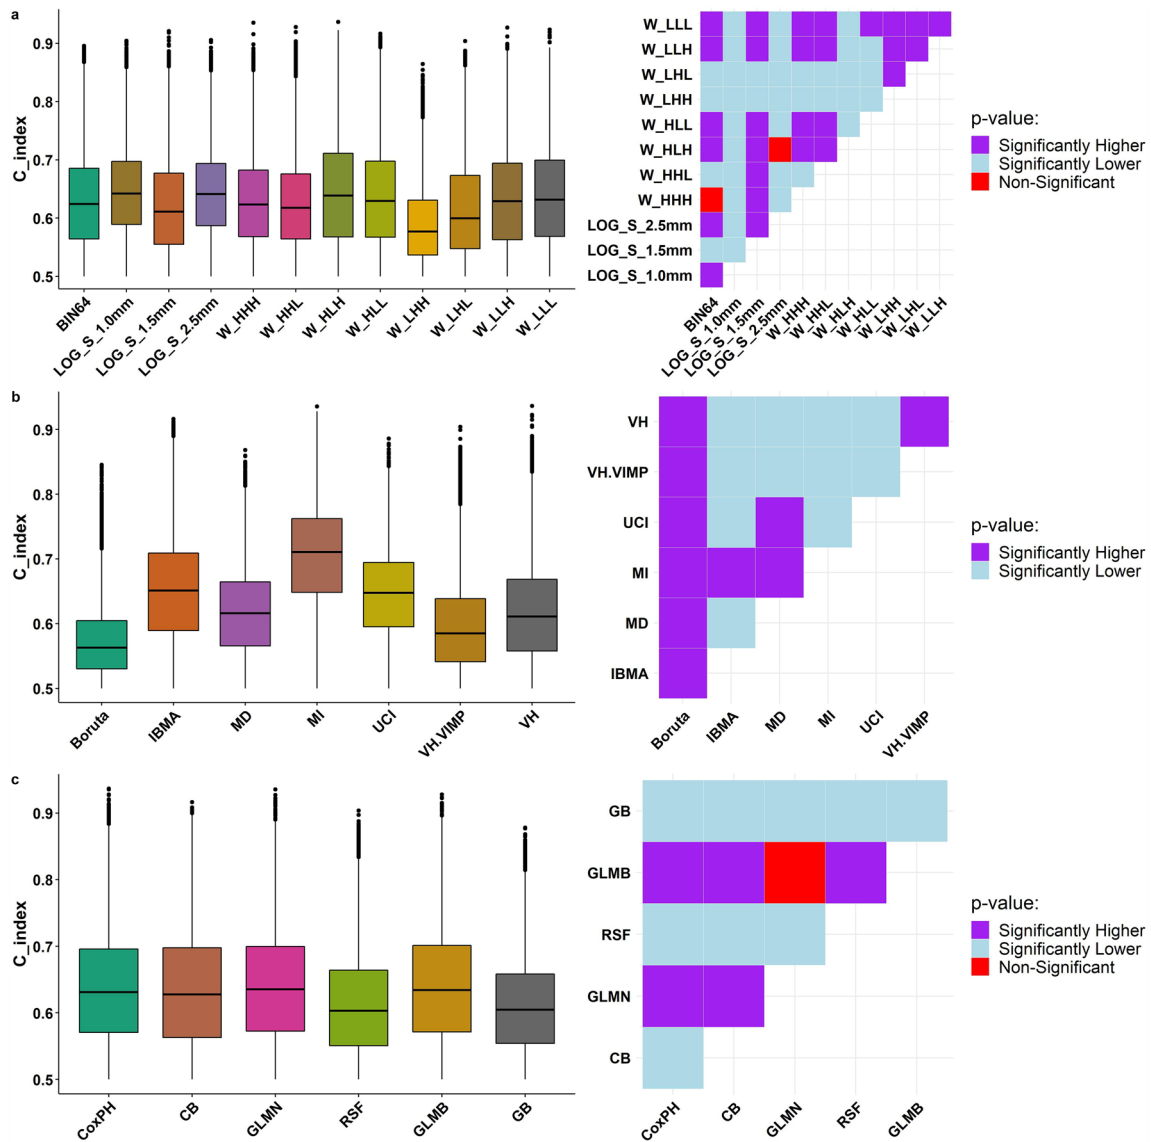 a
C_index
0.9
0.8
0.7
0.6
0.5
BIN64
LOG_S_1.0mm
LOG_S_1.5mm
LOG_S_2.5mm
W_HHH
W_HHL
W_HLH
W_HLL
W_LHH
W_LHL
W_LLH
W_LLL
W_LLL
W_LLH
W_LHL
W_LHH
W_HLL
W_HLH
W_HHL
W_HHH
LOG_S_2.5mm
LOG_S_1.5mm
LOG_S_1.0mm
BIN64
LOG_S_1.0mm
LOG_S_1.5mm
LOG_S_2.5mm
W_HHH
W_HHL
W_HLH
W_HLL
W_LHH
W_LHL
W_LLH
p-value:
Significantly Higher
Significantly Lower
Non-Significant
b
C_index
0.9
0.8
0.7
0.6
0.5
Boruta
IBMA
MD
MI
UCI
VH.VIMP
VH
VH
VH.VIMP
UCI
MI
MD
IBMA
Boruta
IBMA
MD
MI
UCI
VH.VIMP
p-value:
Significantly Higher
Significantly Lower
c
C_index
0.9
0.8
0.7
0.6
0.5
CoxPH
CB
GLMN
RSF
GLMB
GB
GB
GLMB
RSF
GLMN
CB
CoxPH
CB
GLMN
RSF
GLMB
p-value:
Significantly Higher
Significantly Lower
Non-Significant